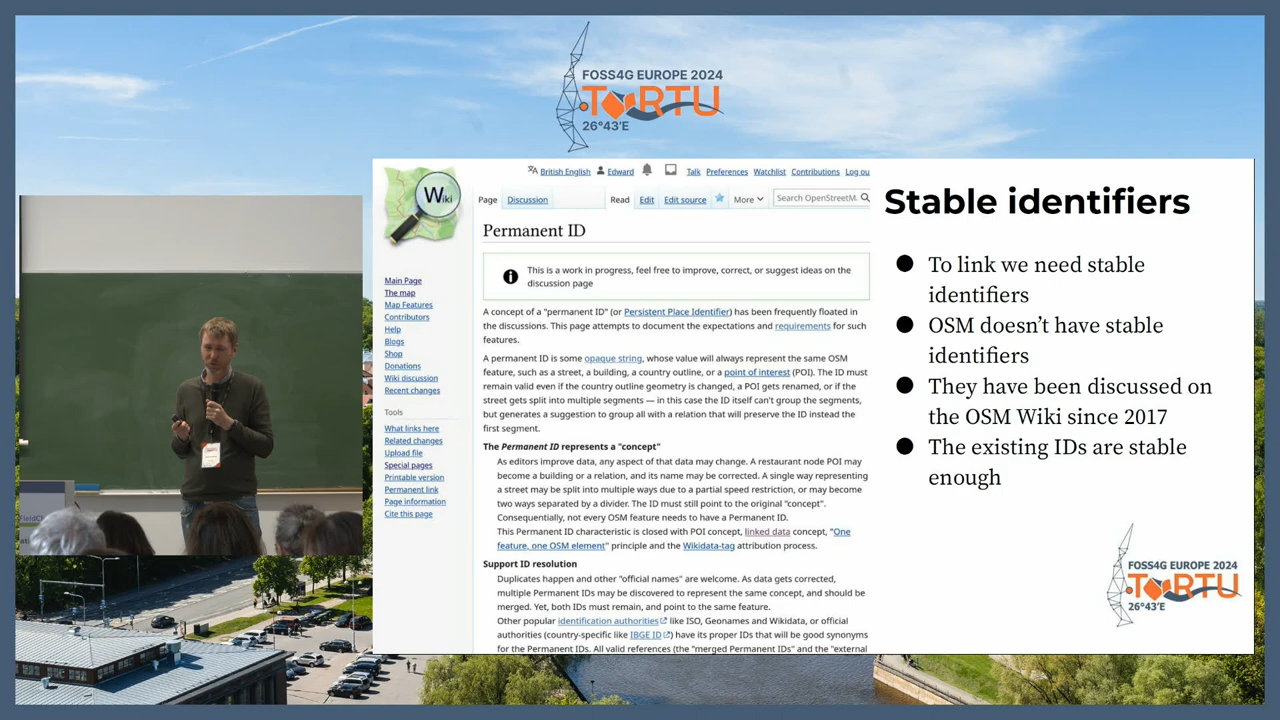 FOSS4G EUROPE 2024
TORTU
26°43'E
Wiki
British English
Edward
Talk
Preferences
Watchlist
Contributions
Log ou
Page
Discussion
Read
Edit
Edit source
More
Search OpenStreetM
Permanent ID
This is a work in progress, feel free to improve, correct, or suggest ideas on the
discussion page
Main Page
The map
Map Features
Contributors
Help
Blogs
Shop
Donations
Wiki discussion
Recent changes
Tools
What links here
Related changes
Upload file
Special pages
Printable version
Permanent link
Page information
Cite this page
A concept of a "permanent ID" (or Persistent Place Identifier) has been frequently floated in
the discussions. This page attempts to document the expectations and requirements for such
features.
A permanent ID is some opaque string, whose value will always represent the same OSM
feature, such as a street, a building, a country outline, or a point of interest (POI). The ID must
remain valid even if the country outline geometry is changed, a POI gets renamed, or if the
street gets split into multiple segments — in this case the ID itself can't group the segments,
but generates a suggestion to group all with a relation that will preserve the ID instead the
first segment.
The Permanent ID represents a "concept"
As editors improve data, any aspect of that data may change. A restaurant node POI may
become a building or a relation, and its name may be corrected. A single way representing
a street may be split into multiple ways due to a partial speed restriction, or may become
two ways separated by a divider. The ID must still point to the original "concept".
Consequentially, not every OSM feature needs to have a Permanent ID.
This Permanent ID characteristic is closed with POI concept, linked data concept, "One
feature, one OSM element" principle and the Wikidata-tag attribution process.
Support ID resolution
Duplicates happen and other "official names" are welcome. As data gets corrected,
multiple Permanent IDs may be discovered to represent the same concept, and should be
merged. Yet, both IDs must remain, and point to the same feature.
Other popular identification authorities like ISO, Geonames and Wikidata, or official
authorities (country-specific like IBGE ID) have its proper IDs that will be good synonyms
for the Permanent IDs. All valid references (the "merged Permanent IDs" and the "external
Stable identifiers
● To link we need stable
identifiers
● OSM doesn't have stable
identifiers
● They have been discussed on
the OSM Wiki since 2017
● The existing IDs are stable
enough
FOSS4G EUROPE 2024
TORTU
26°43'E